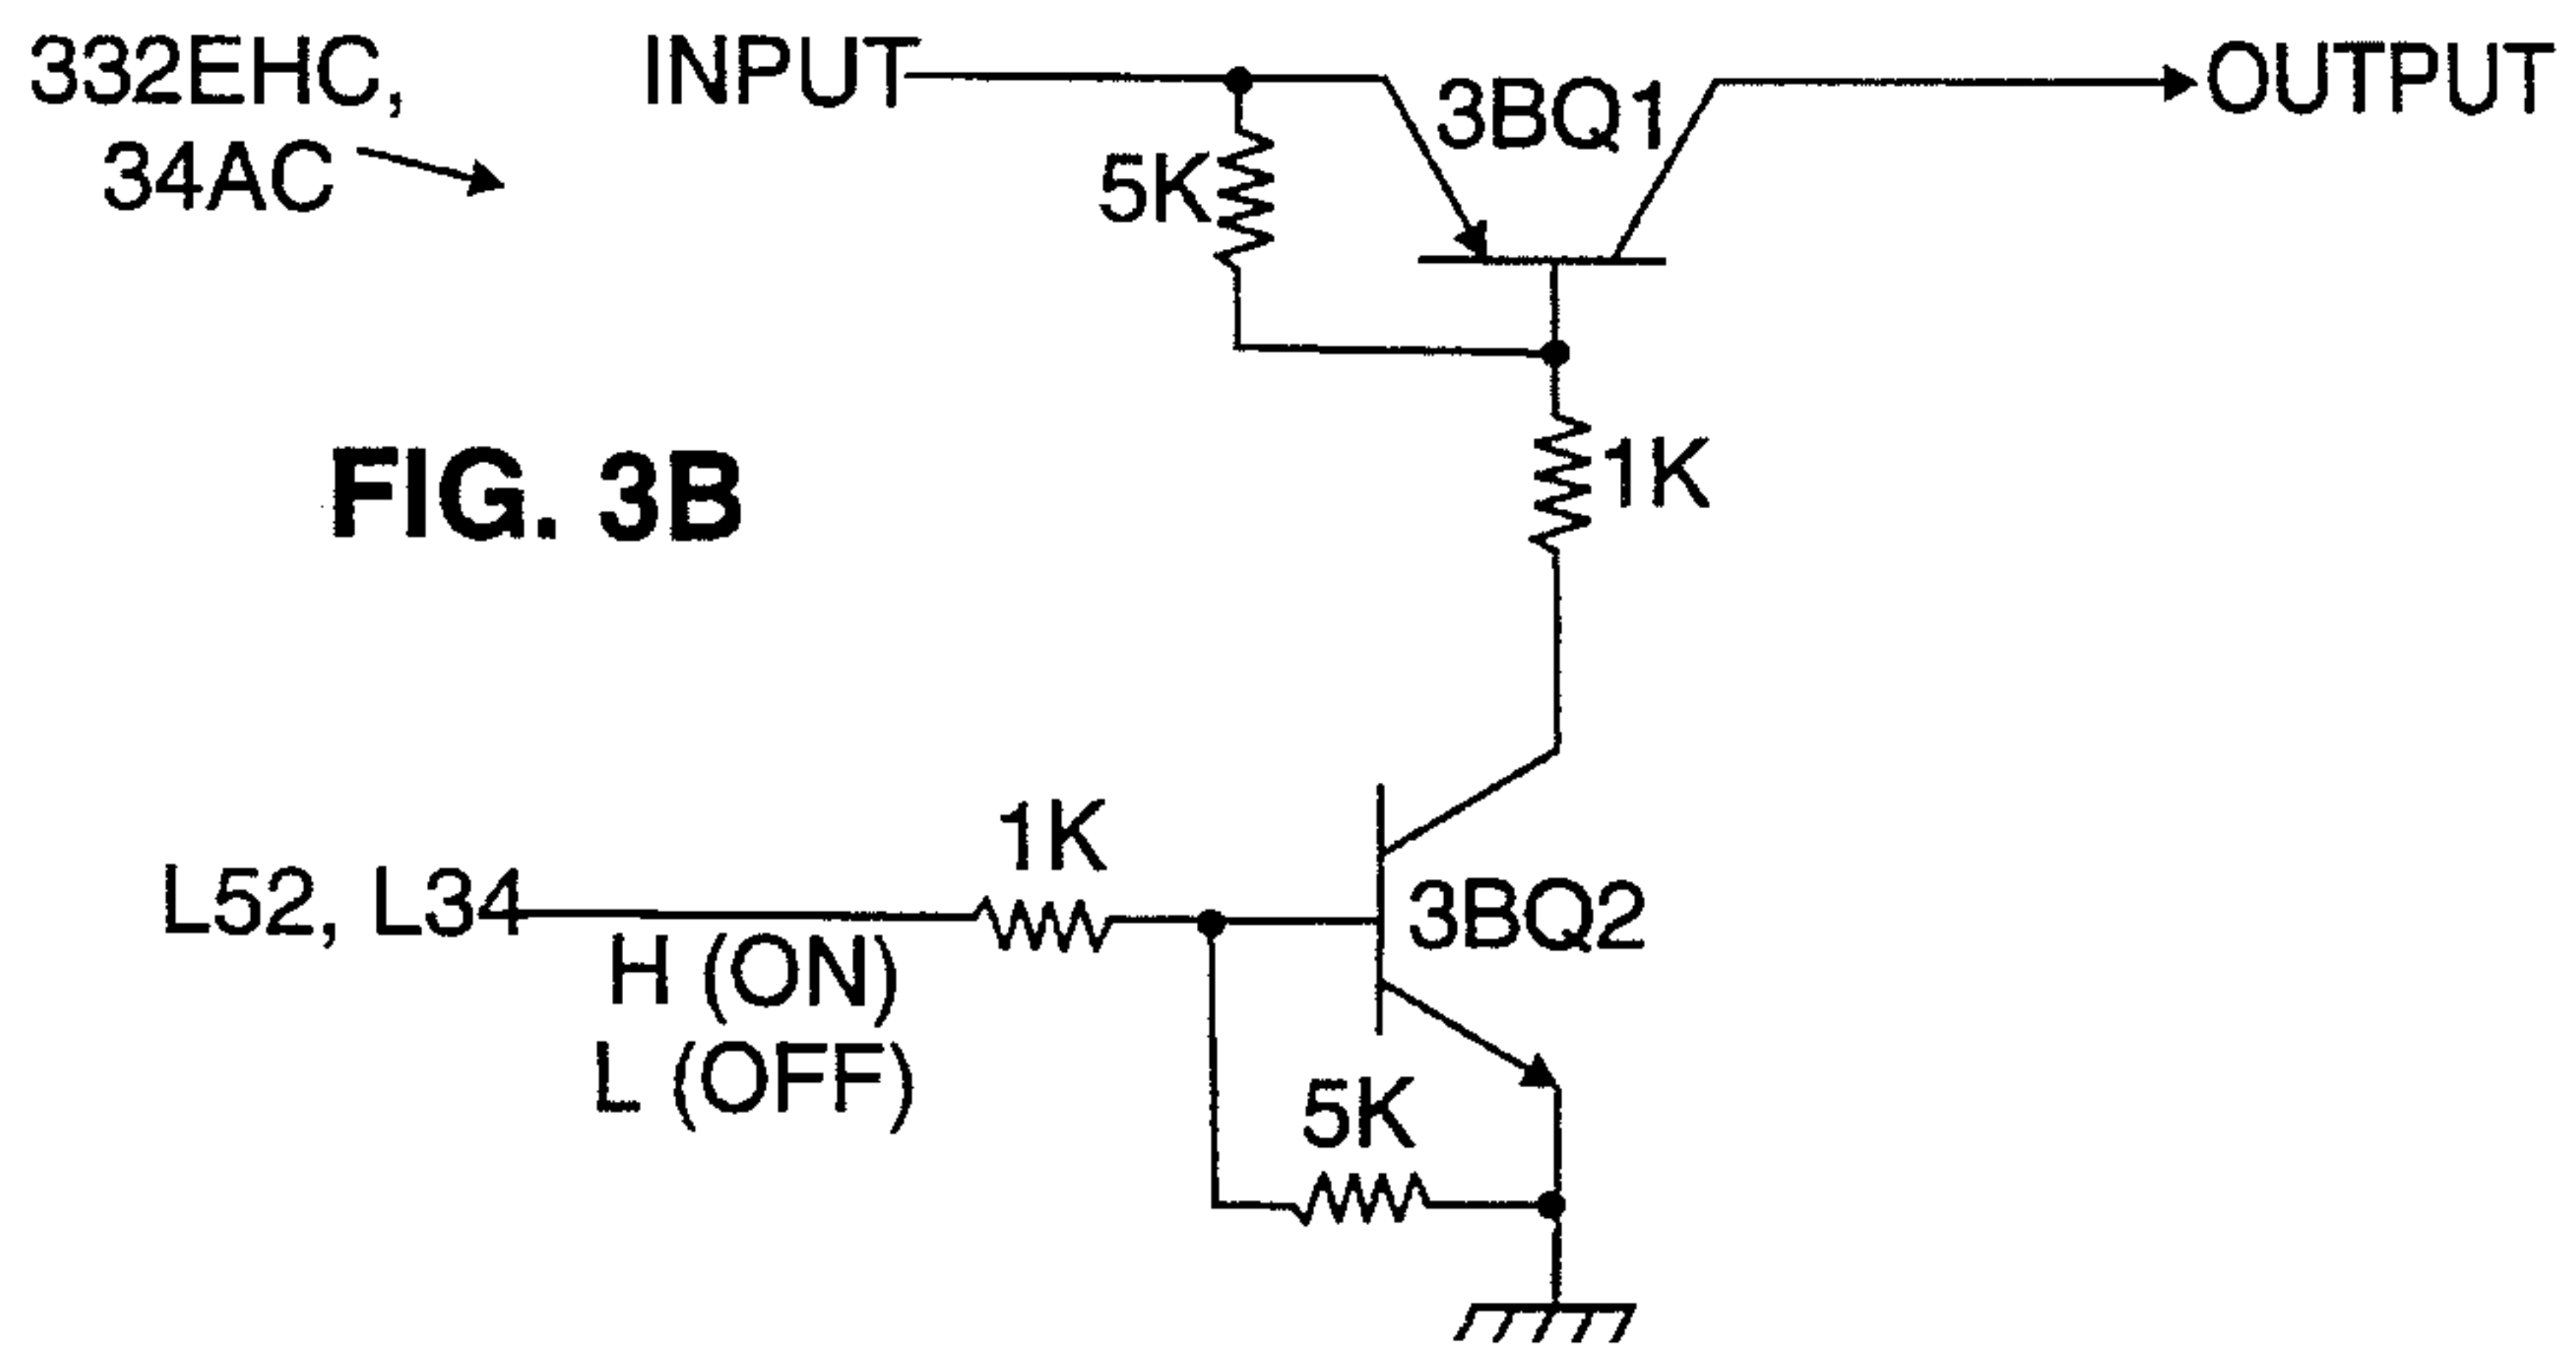 332EHC,
34AC
INPUT
3BQ1
OUTPUT
5K
FIG. 3B
1K
1K
L52, L34
H (ON)
L (OFF)
3BQ2
5K